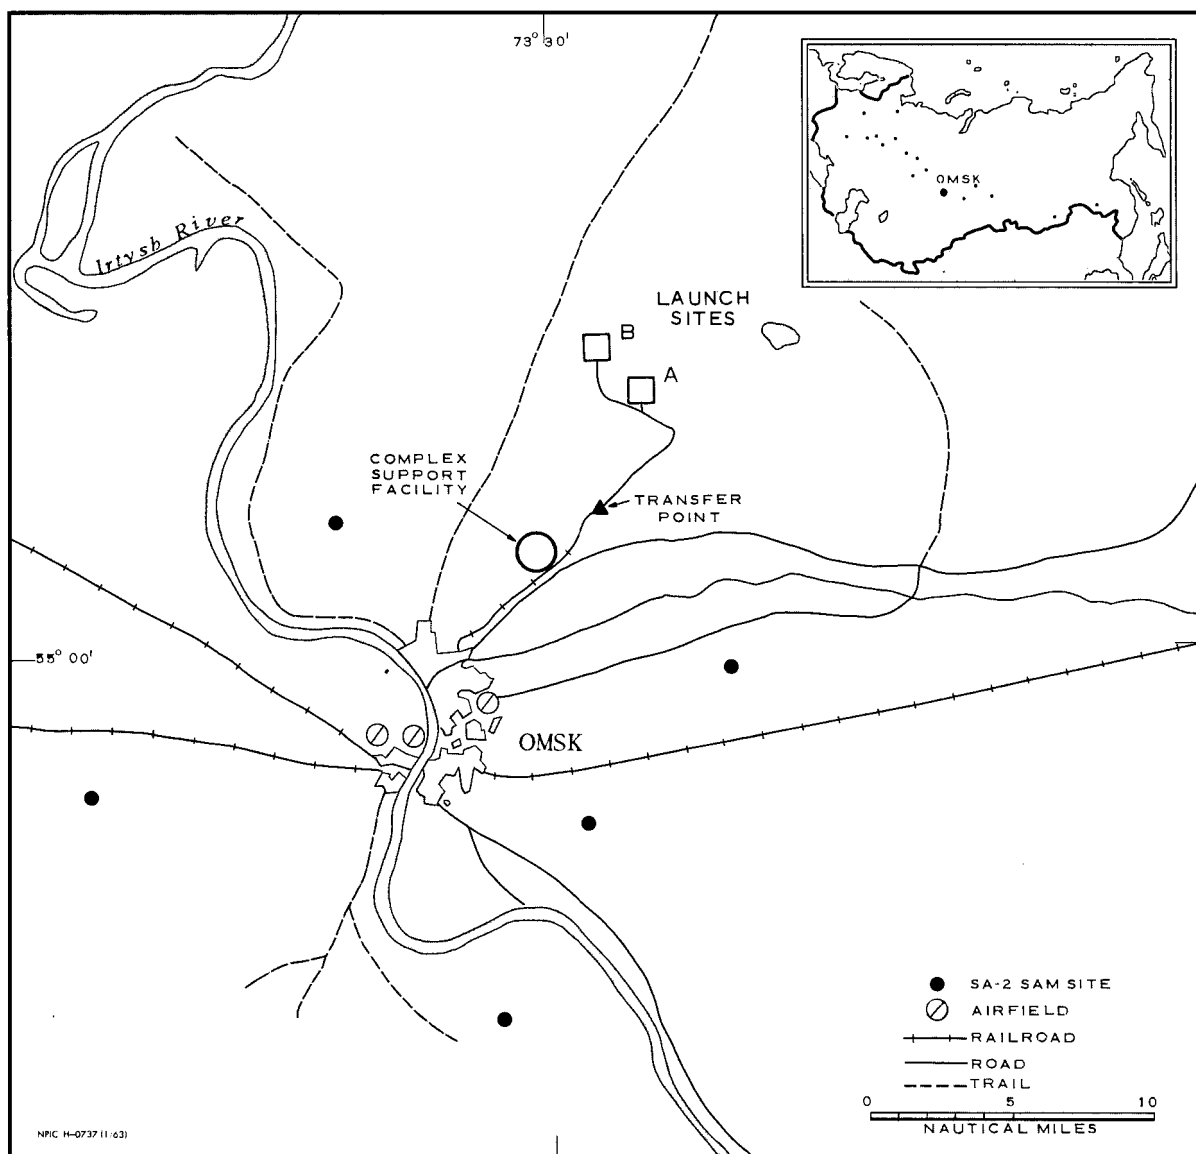 73° 30'
OMSK
Irtysh River
LAUNCH
SITES
B
A
COMPLEX
SUPPORT
FACILITY
TRANSFER
POINT
55° 00'
OMSK
SA-2 SAM SITE
AIRFIELD
RAILROAD
ROAD
TRAIL
0 5 10
NAUTICAL MILES
NPIC H-0737 (1/63)